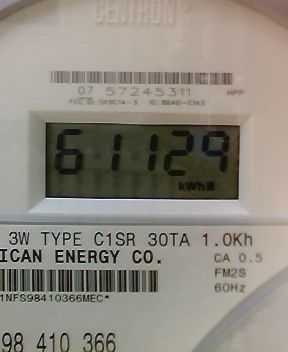 CENTRON®
07 57245311
61129
kWh
3W TYPE C1SR 30TA 1.0Kh
ICAN ENERGY CO.
CA 0.5
FM2S
60Hz
1NFS98410366MEC*
98 410 366